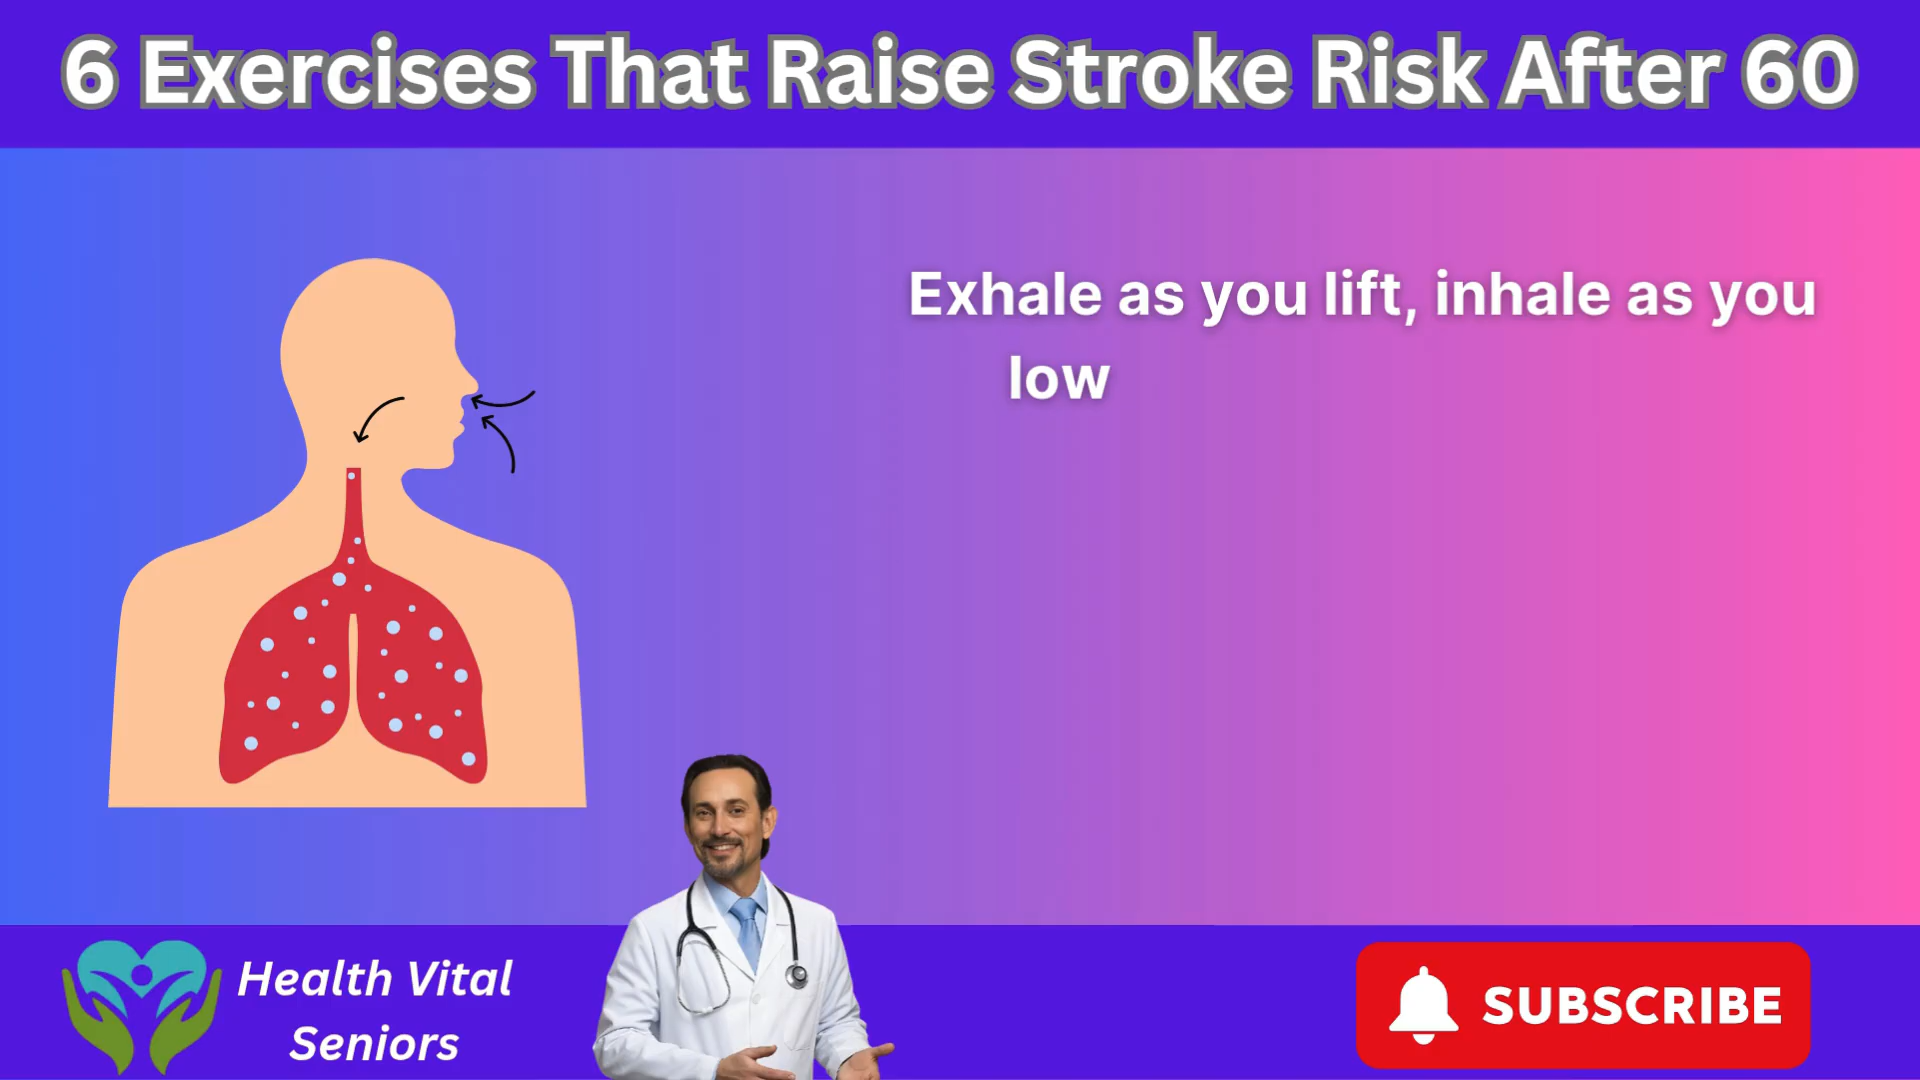 6 Exercises That Raise Stroke Risk After 60
Exhale as you lift, inhale as you
low
Health Vital
Seniors
SUBSCRIBE